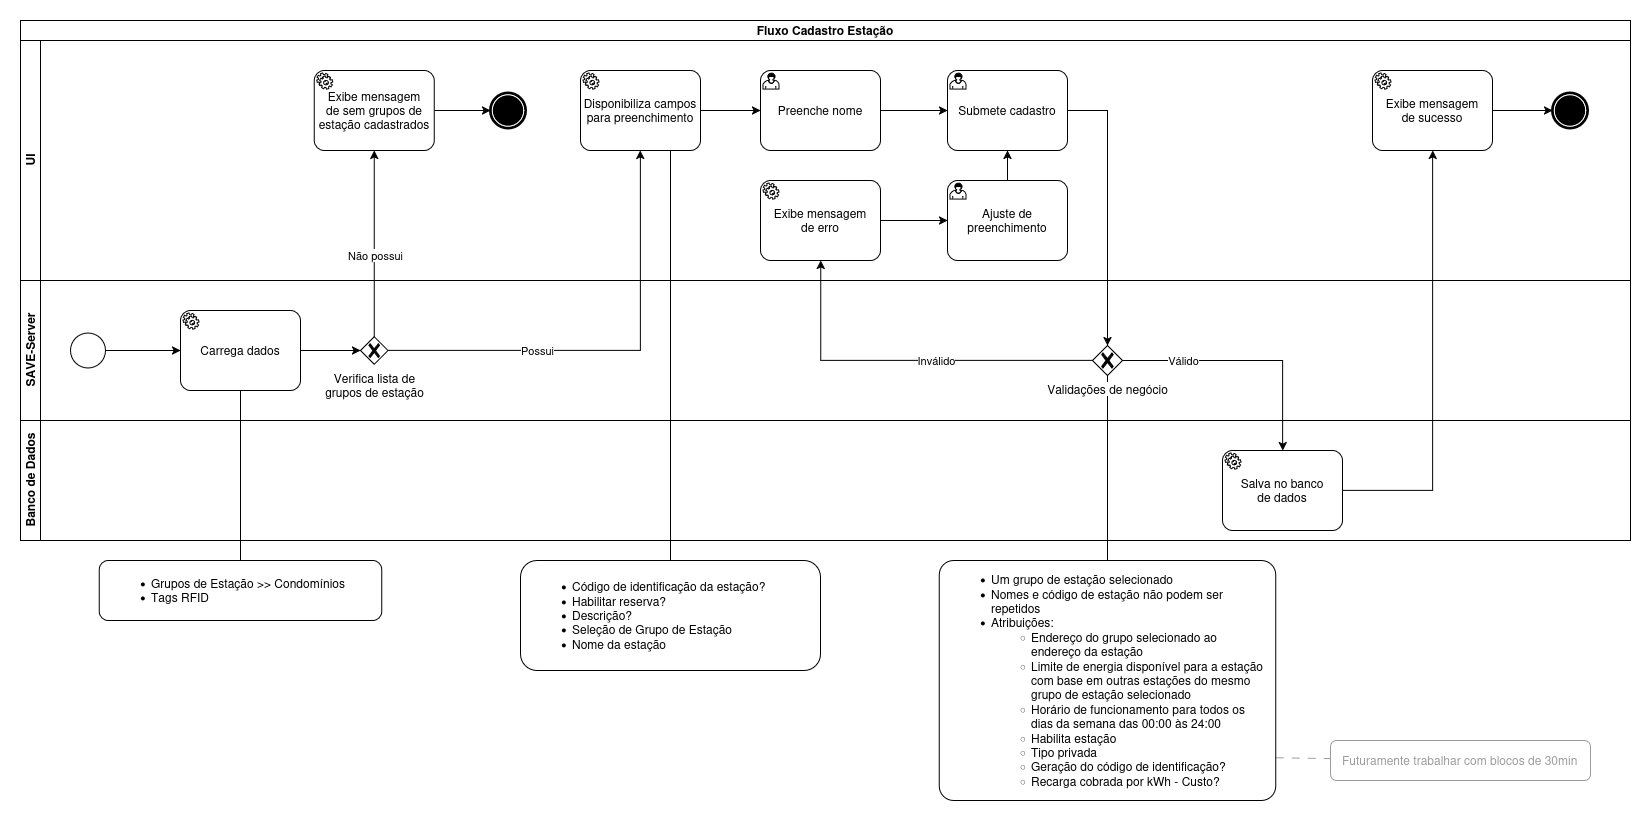 Fluxo Cadastro Estação
UI
Exibe mensagem
de sem grupos de
estação cadastrados
Disponibiliza campos
para preenchimento
Preenche nome
Submete cadastro
Exibe mensagem
de sucesso
Exibe mensagem
de erro
Ajuste de
preenchimento
Não possui
SAVE-Server
Carrega dados
Possui
Verifica lista de
grupos de estação
Inválido
Válido
Validações de negócio
Banco de Dados
Salva no banco
de dados
• Grupos de Estação >> Condomínios
• Tags RFID
• Código de identificação da estação?
• Habilitar reserva?
• Descrição?
• Seleção de Grupo de Estação
• Nome da estação
• Um grupo de estação selecionado
• Nomes e código de estação não podem ser
repetidos
• Atribuições:
○ Endereço do grupo selecionado ao
endereço da estação
○ Limite de energia disponível para a estação
com base em outras estações do mesmo
grupo de estação selecionado
○ Horário de funcionamento para todos os
dias da semana das 00:00 às 24:00
○ Habilita estação
○ Tipo privada
○ Geração do código de identificação?
○ Recarga cobrada por kWh - Custo?
Futuramente trabalhar com blocos de 30min